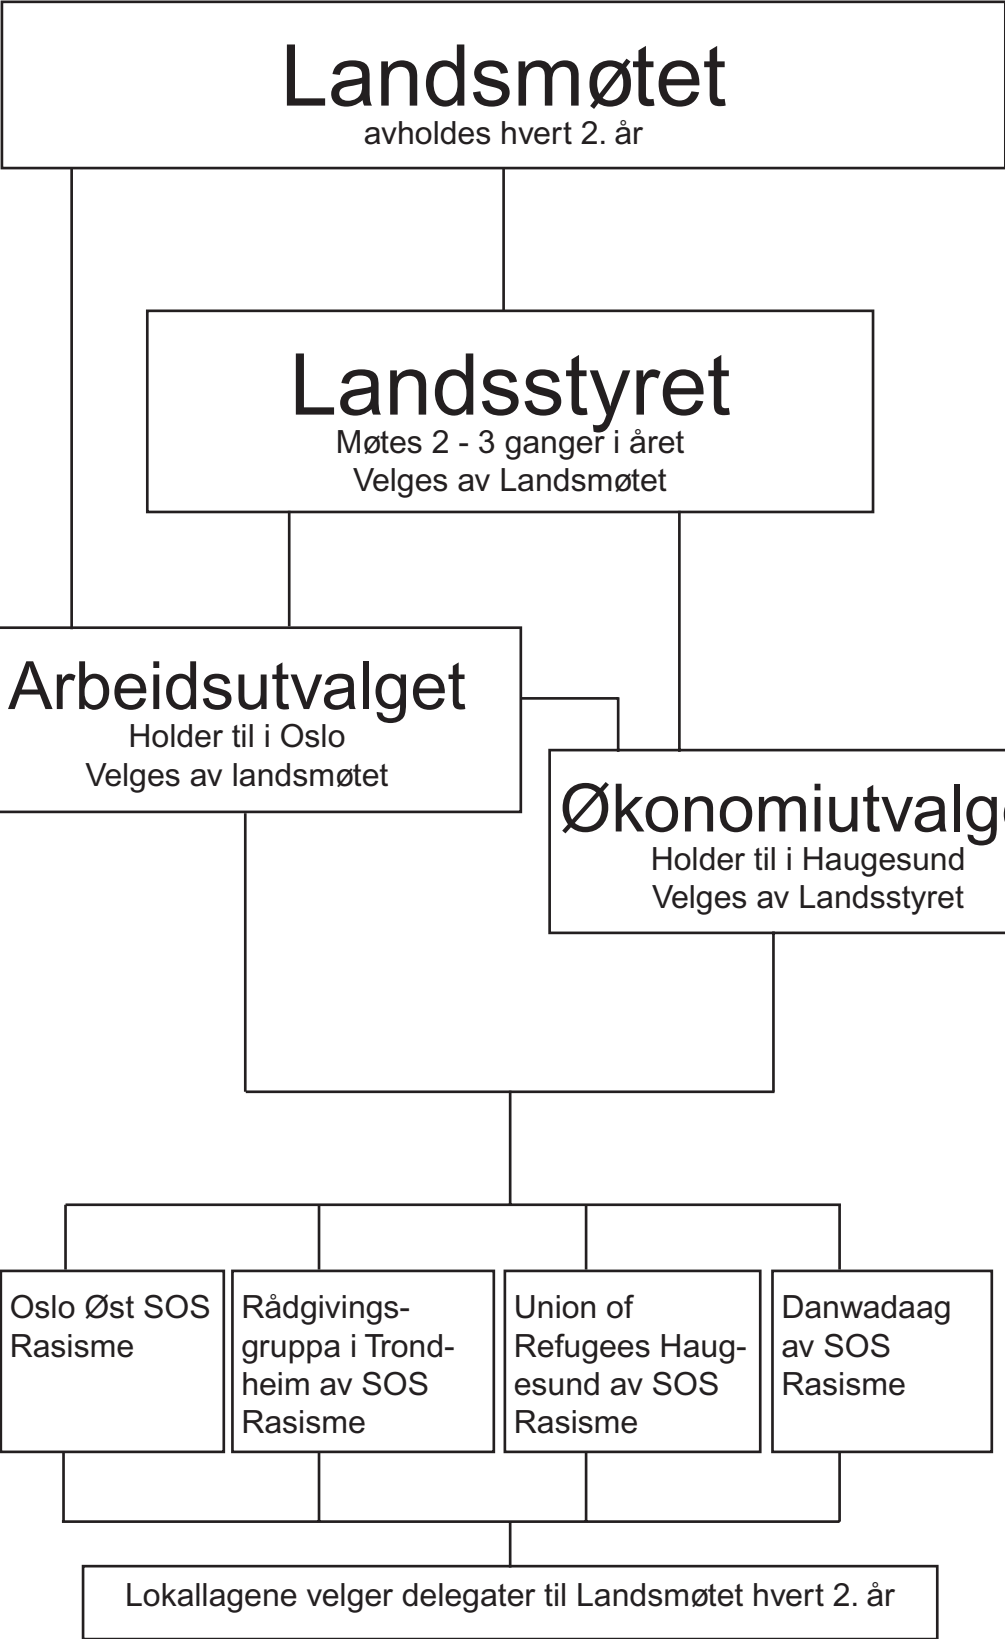 Landsmøtet
avholdes hvert 2. år
Landsstyret
Møtes 2 - 3 ganger i året
Velges av Landsmøtet
Arbeidsutvalget
Holder til i Oslo
Velges av landsmøtet
Økonomiutvalg
Holder til i Haugesund
Velges av Landsstyret
Oslo Øst SOS
Rasisme
Rådgivings-
gruppa i Trond-
heim av SOS
Rasisme
Union of
Refugees Haug-
esund av SOS
Rasisme
Danwadaag
av SOS
Rasisme
Lokallagene velger delegater til Landsmøtet hvert 2. år